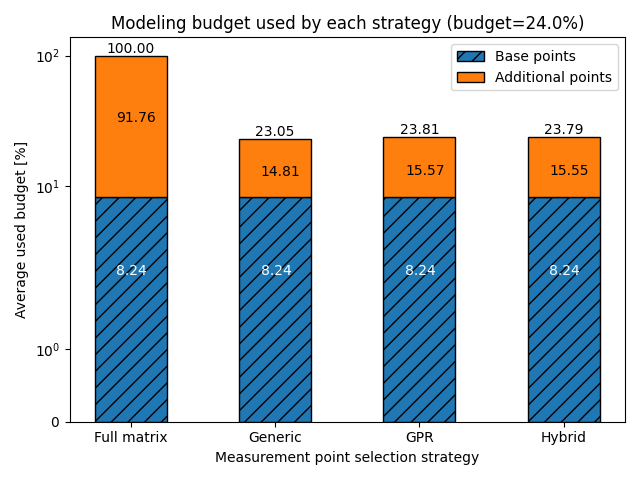 Modeling budget used by each strategy (budget=24.0%)
Base points
Additional points
100.00
91.76
8.24
23.05
14.81
8.24
23.81
15.57
8.24
23.79
15.55
8.24
Average used budget [%]
10²
10¹
10⁰
0
Full matrix
Generic
GPR
Hybrid
Measurement point selection strategy